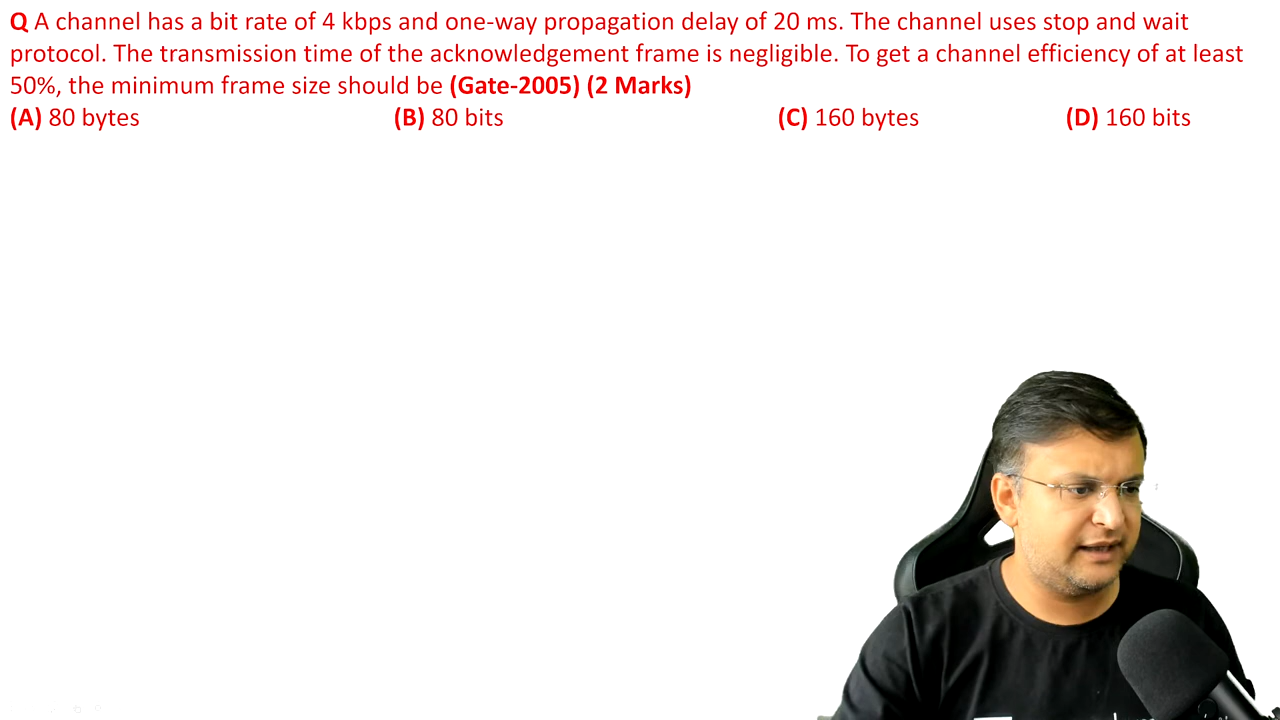 Q A channel has a bit rate of 4 kbps and one-way propagation delay of 20 ms. The channel uses stop and wait
protocol. The transmission time of the acknowledgement frame is negligible. To get a channel efficiency of at least
50%, the minimum frame size should be (Gate-2005) (2 Marks)
(A) 80 bytes (B) 80 bits (C) 160 bytes (D) 160 bits